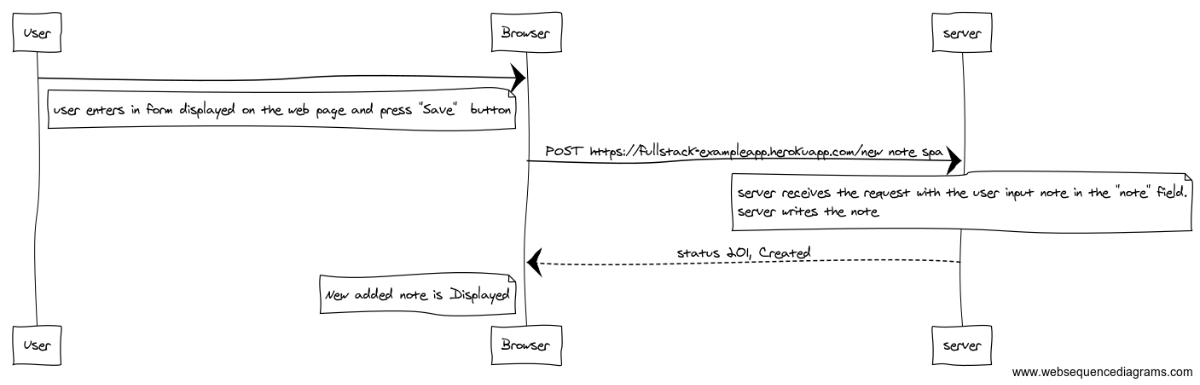 User
Browser
server
user enters in form displayed on the web page and press "Save" button
POST https://fullstack-exampleapp.herokuapp.com/new note spa
server receives the request with the user input note in the "note" field.
server writes the note
status 201, Created
New added note is Displayed
User
Browser
server
www.websequencediagrams.com